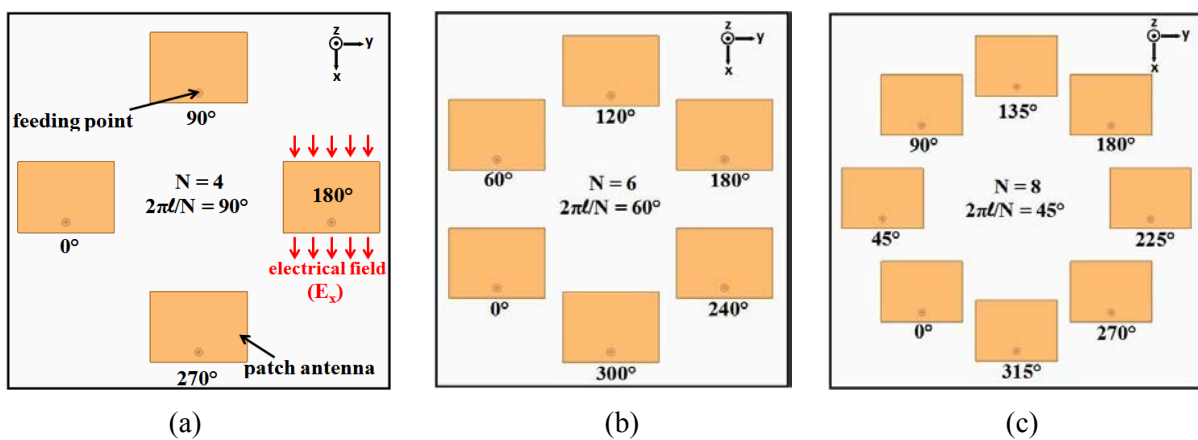 z
y
x
feeding point
90°
0°
N = 4
2πℓ/N = 90°
180°
electrical field
(Eₓ)
270°
patch antenna
(a)
z
y
x
120°
60°
180°
N = 6
2πℓ/N = 60°
0°
240°
300°
(b)
z
y
x
135°
90°
180°
N = 8
2πℓ/N = 45°
45°
225°
0°
270°
315°
(c)